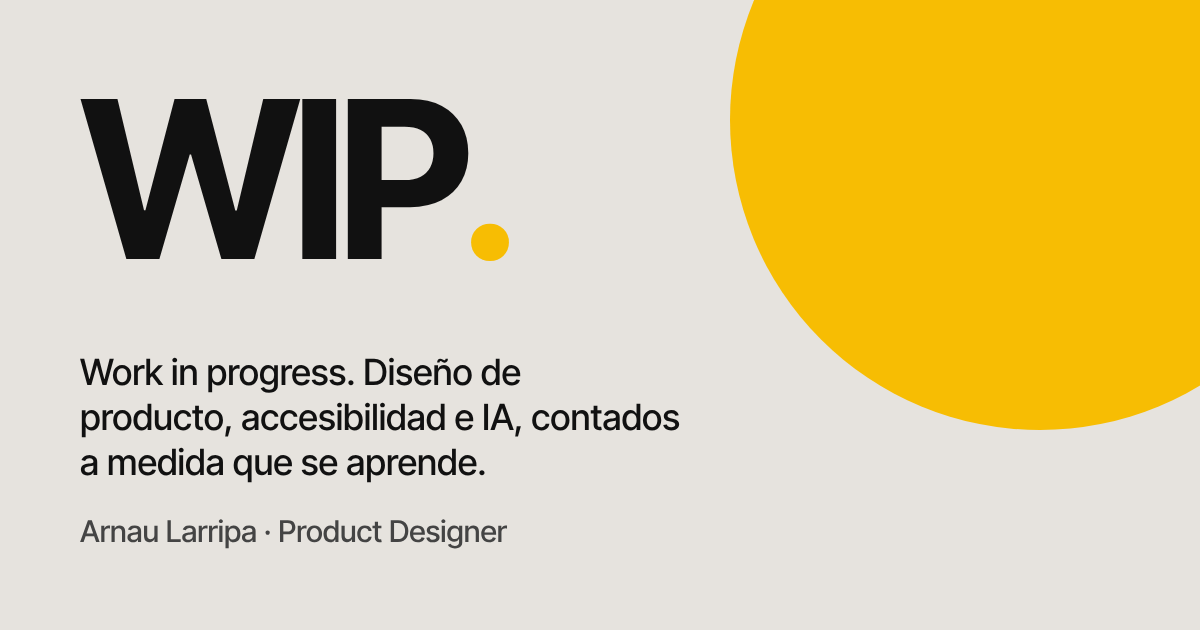 WIP.
Work in progress. Diseño de
producto, accesibilidad e IA, contados
a medida que se aprende.
Arnau Larripa · Product Designer